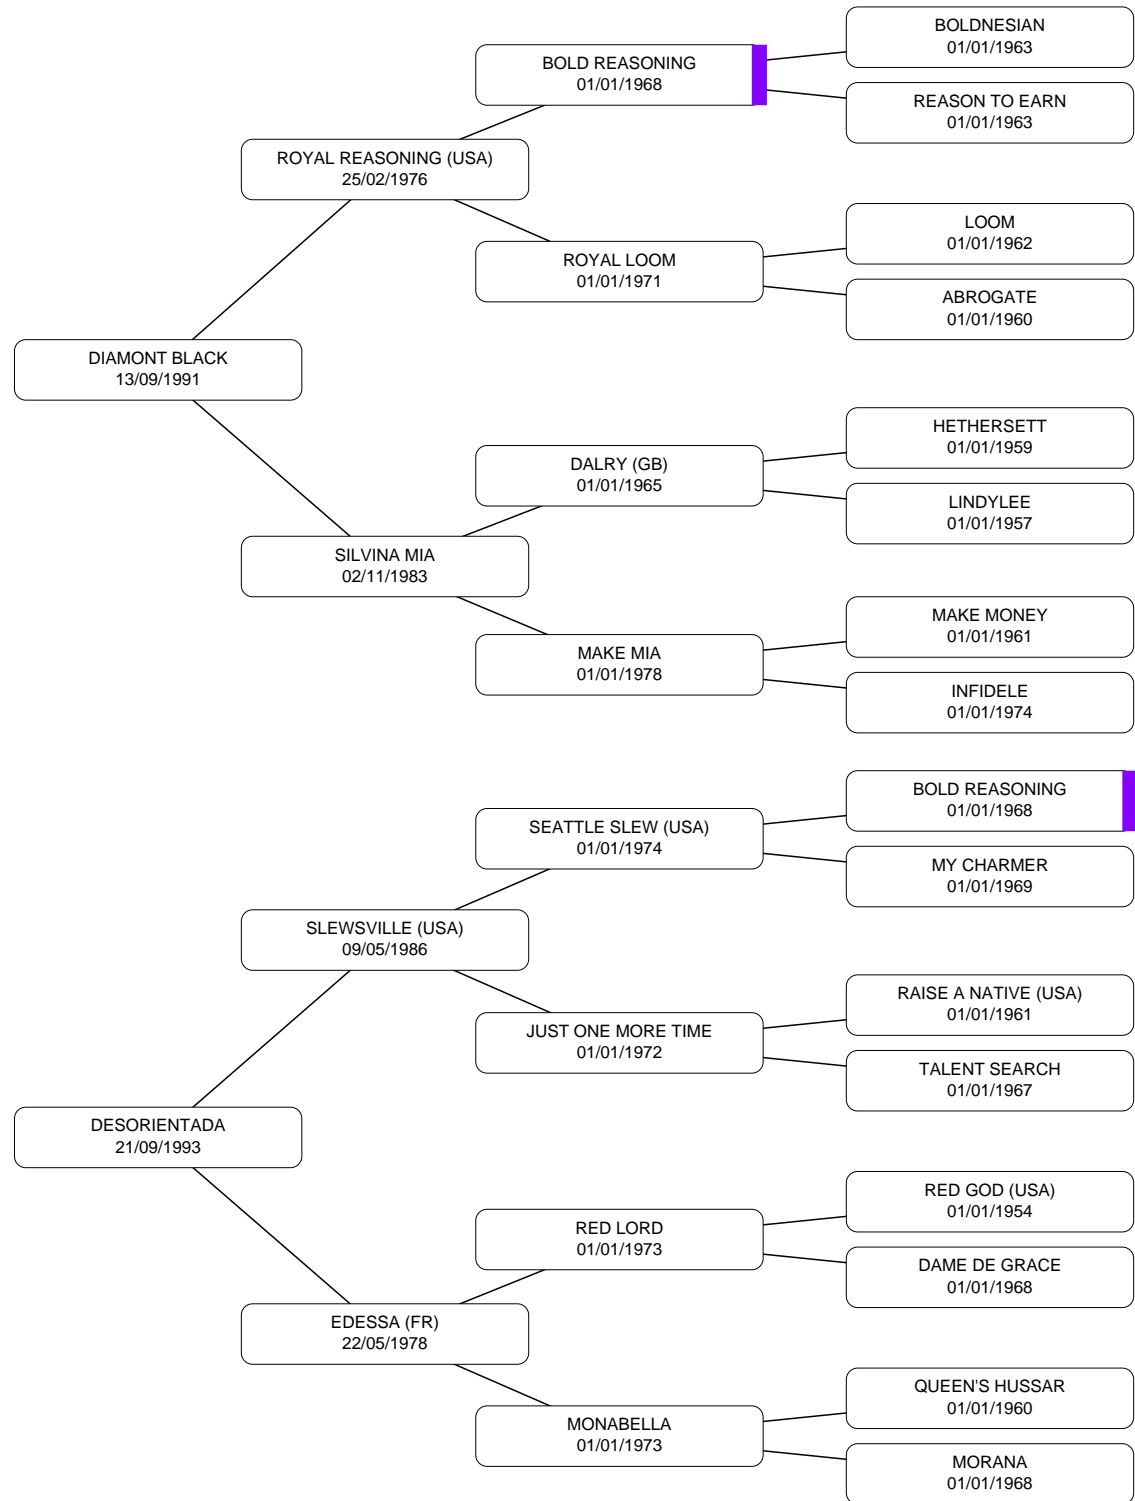 BOLDNESIAN
01/01/1963
BOLD REASONING
01/01/1968
REASON TO EARN
01/01/1963
ROYAL REASONING (USA)
25/02/1976
LOOM
01/01/1962
ROYAL LOOM
01/01/1971
ABROGATE
01/01/1960
DIAMONT BLACK
13/09/1991
HETHERSETT
01/01/1959
DALRY (GB)
01/01/1965
LINDYLEE
01/01/1957
SILVINA MIA
02/11/1983
MAKE MONEY
01/01/1961
MAKE MIA
01/01/1978
INFIDELE
01/01/1974
BOLD REASONING
01/01/1968
SEATTLE SLEW (USA)
01/01/1974
MY CHARMER
01/01/1969
SLEWSVILLE (USA)
09/05/1986
RAISE A NATIVE (USA)
01/01/1961
JUST ONE MORE TIME
01/01/1972
TALENT SEARCH
01/01/1967
DESORIENTADA
21/09/1993
RED GOD (USA)
01/01/1954
RED LORD
01/01/1973
DAME DE GRACE
01/01/1968
EDESSA (FR)
22/05/1978
QUEEN'S HUSSAR
01/01/1960
MONABELLA
01/01/1973
MORANA
01/01/1968